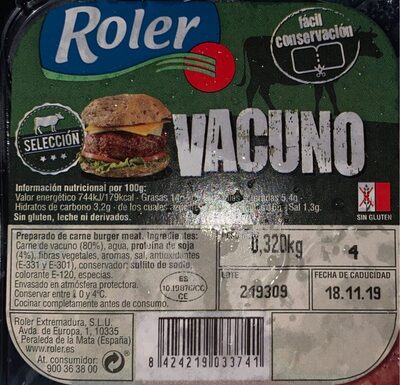 Roler
fácil
conservación
SELECCIÓN
VACUNO
Información nutricional por 100g:
Valor energético 744kJ/179kcal - Grasas 14 5,4g
Hidratos de carbono 3,2g - de los cuales Sal 1,3g.
Sin gluten, leche ni derivados.
SIN GLUTEN
Preparado de carne burger meat. Ingredientes:
Carne de vacuno (80%), agua, proteína de soja
(4%), fibras vegetales, aromas, sal, antioxidantes
(E-331 y E-301), conservador: sulfito de sodio,
colorante E-120, especias.
Envasado en atmósfera protectora.
Conservar entre 0 y 4ºC.
Cocinar completamente antes de consumo.
ES
CE
0,320kg
4
LOTE
FECHA DE CADUCIDAD
219309
18.11.19
Roler Extremadura, S.L.U.
Avda. de Europa, 1, 10335
Peraleda de la Mata (España)
www.roler.es
At. consumidor:
900 36 38 00
8 424219 033741